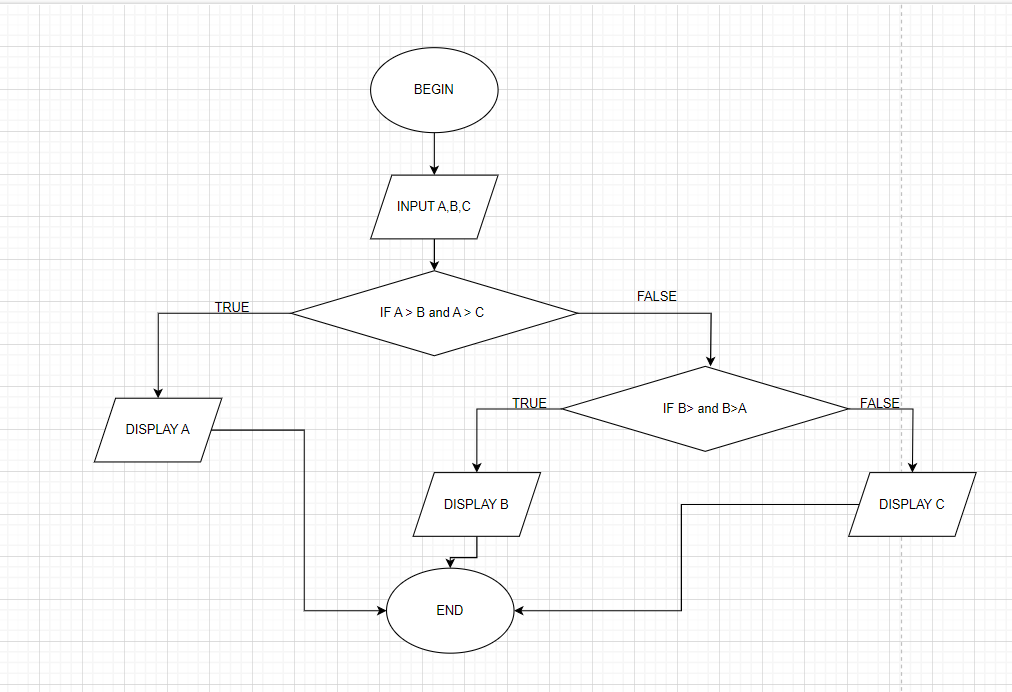 BEGIN
INPUT A,B,C
IF A > B and A > C
TRUE
FALSE
DISPLAY A
IF B> and B>A
TRUE
FALSE
DISPLAY B
DISPLAY C
END